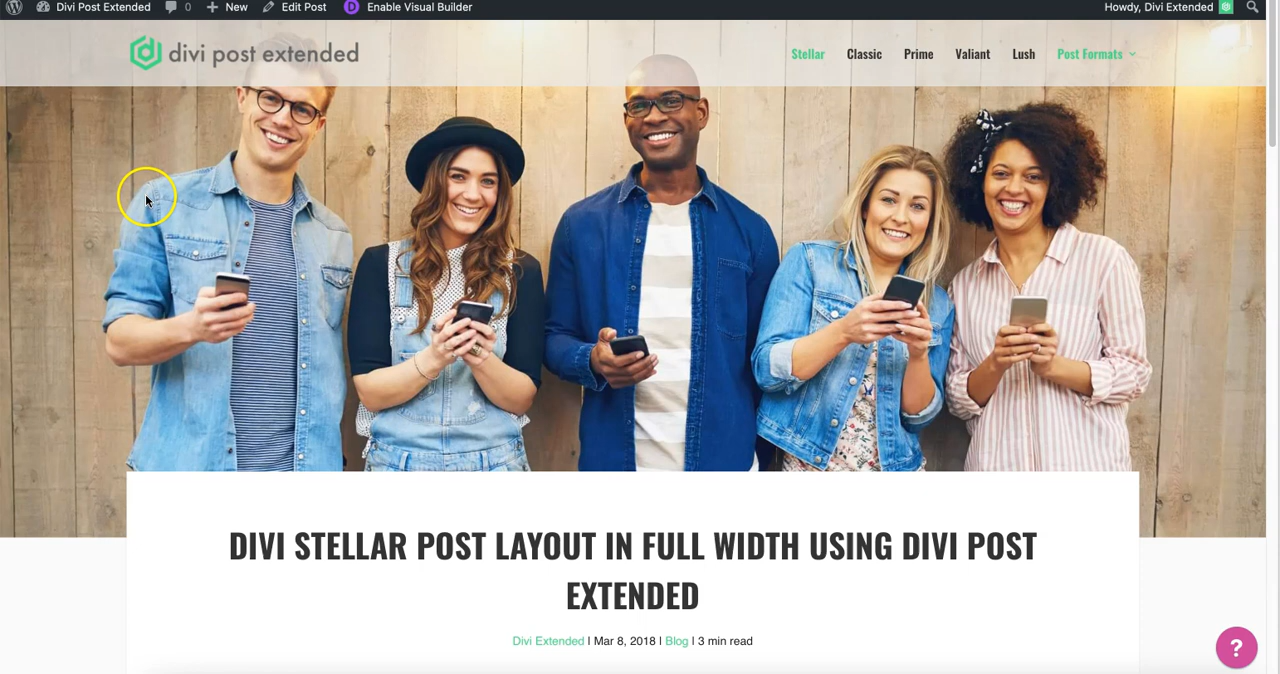 Divi Post Extended 0 New Edit Post D Enable Visual Builder Howdy, Divi Extended
divi post extended Stellar Classic Prime Valiant Lush Post Formats
DIVI STELLAR POST LAYOUT IN FULL WIDTH USING DIVI POST
EXTENDED
Divi Extended | Mar 8, 2018 | Blog | 3 min read
?